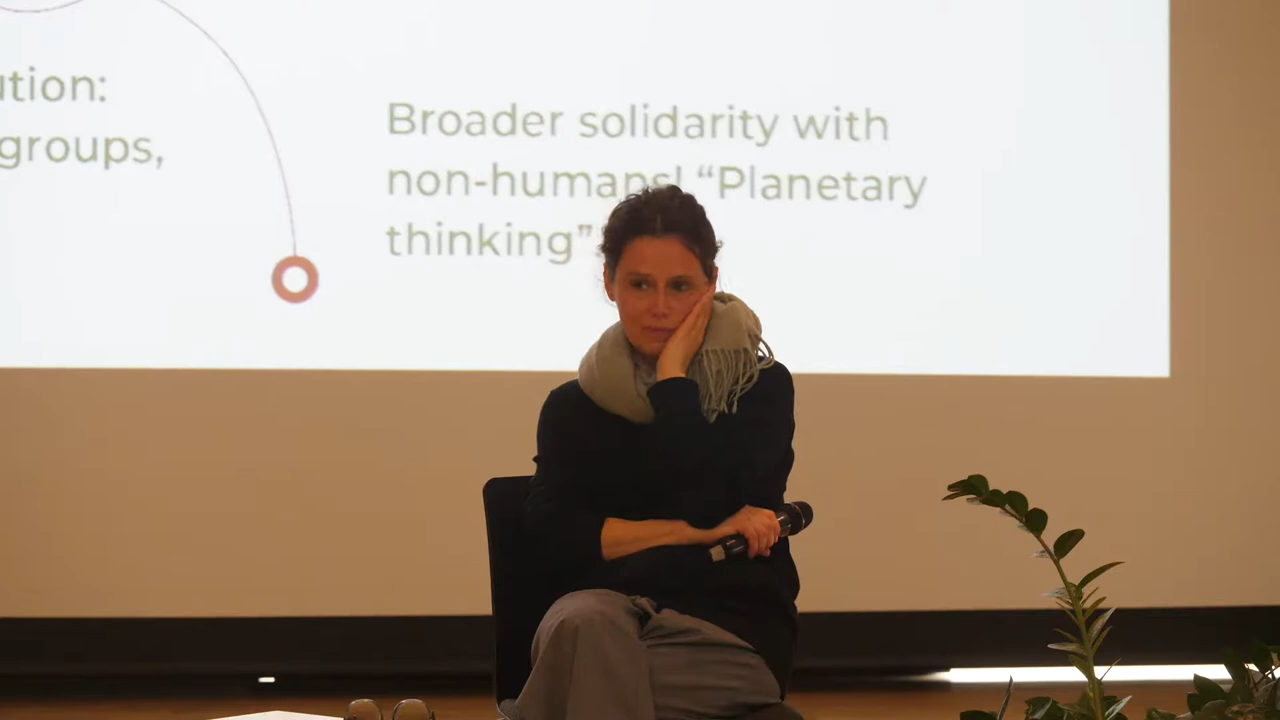 ution:
groups,
Broader solidarity with
non-humans! “Planetary
thinking”